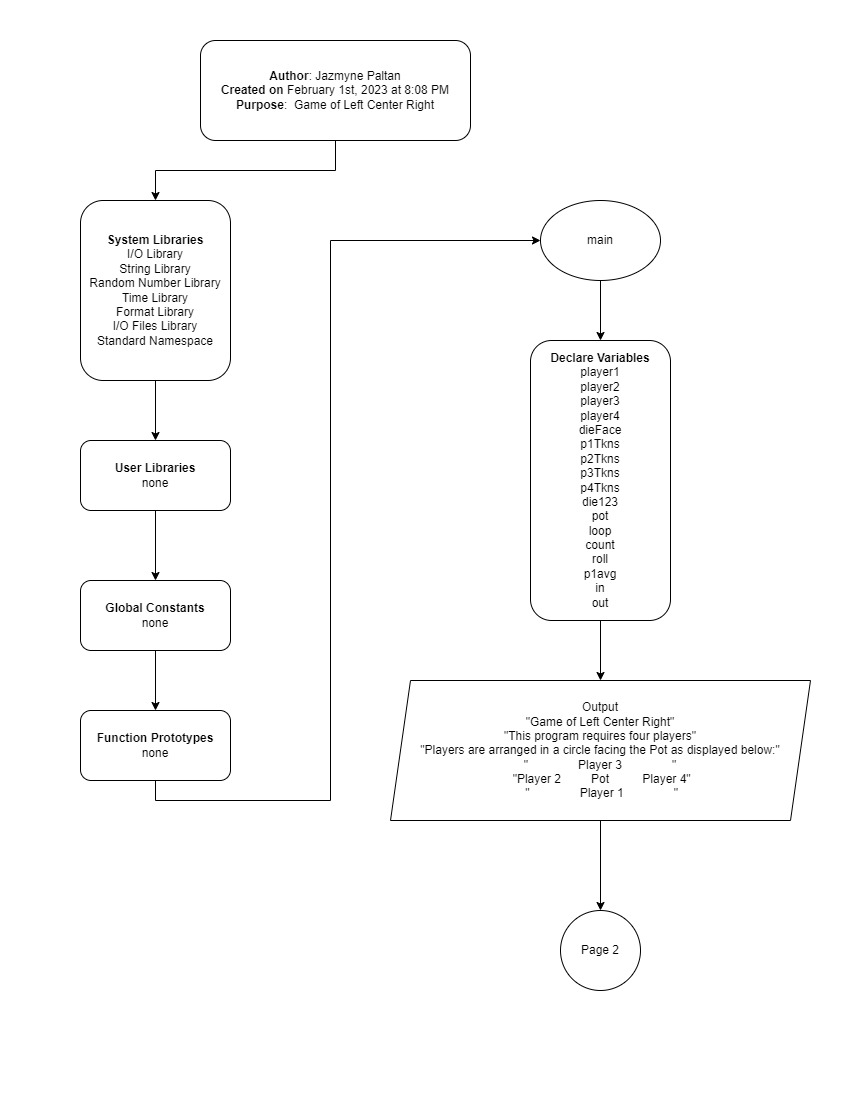 Author: Jazmyne Paltan
Created on February 1st, 2023 at 8:08 PM
Purpose:  Game of Left Center Right
System Libraries
I/O Library
String Library
Random Number Library
Time Library
Format Library
I/O Files Library
Standard Namespace
User Libraries
none
Global Constants
none
Function Prototypes
none
main
Declare Variables
player1
player2
player3
player4
dieFace
p1Tkns
p2Tkns
p3Tkns
p4Tkns
die123
pot
loop
count
roll
p1avg
in
out
Output
"Game of Left Center Right"
"This program requires four players"
"Players are arranged in a circle facing the Pot as displayed below:"
"               Player 3               "
"Player 2         Pot          Player 4"
"               Player 1               "
Page 2